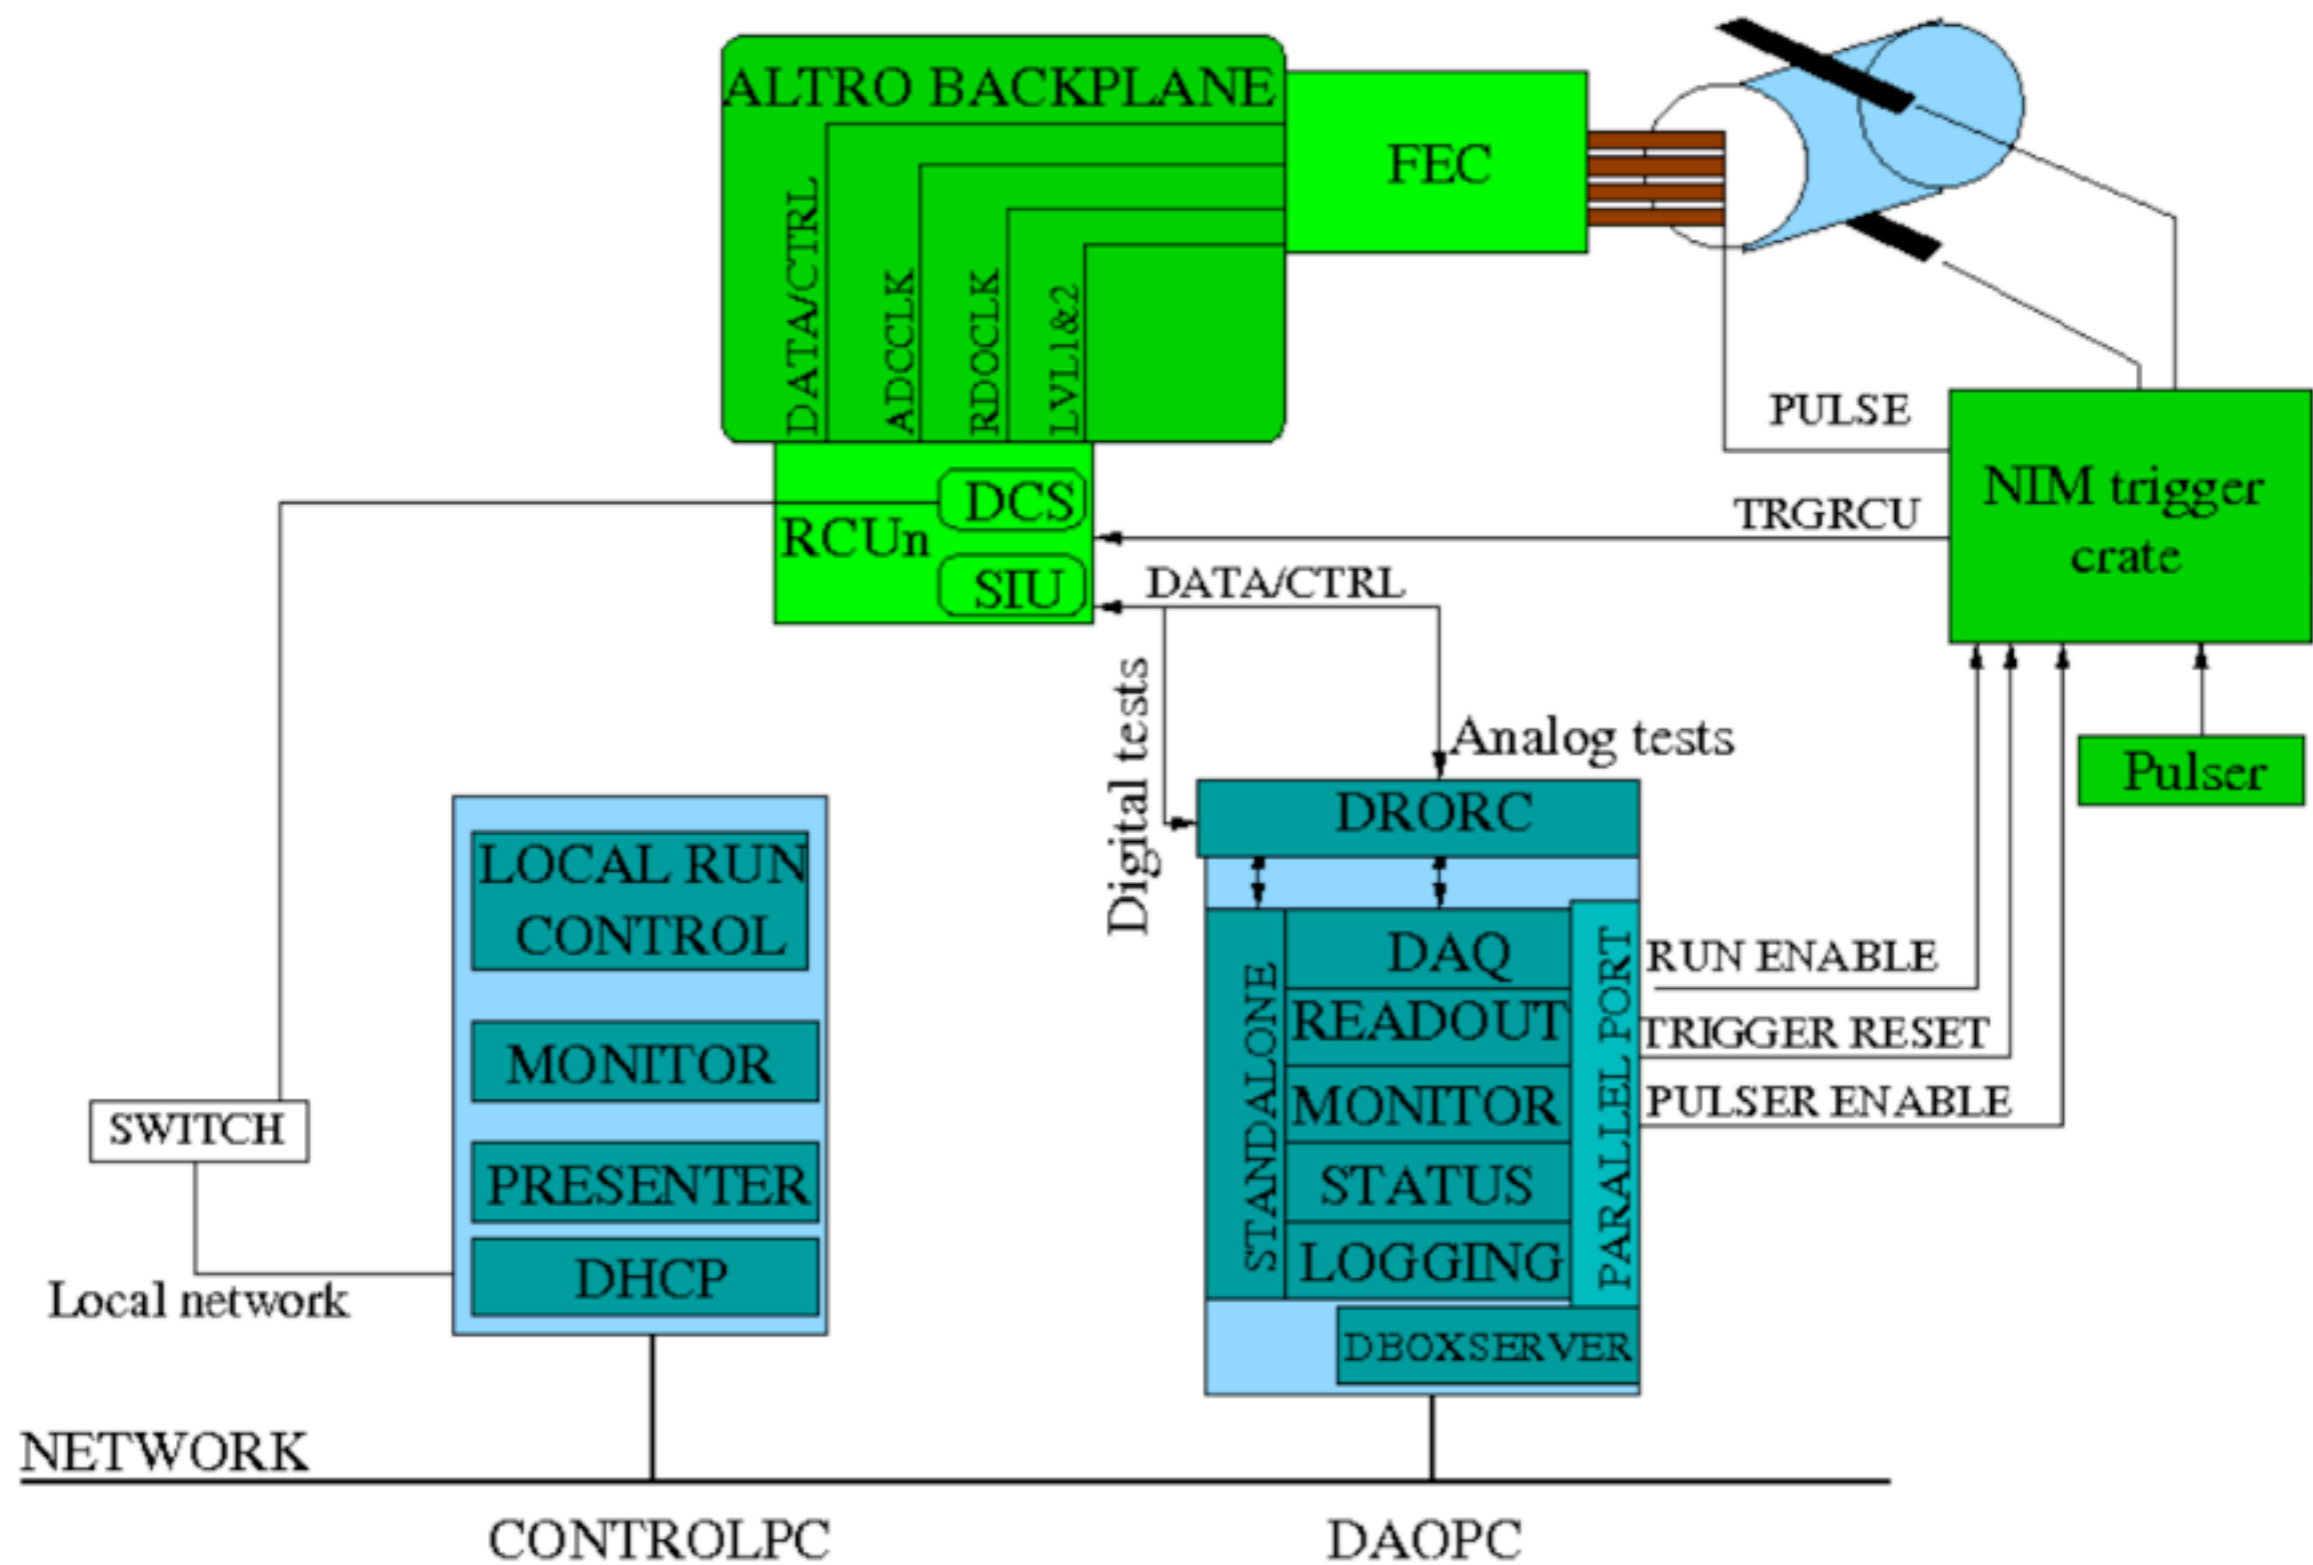 ALTRO BACKPLANE
FEC
DATA/CTRL
ADCCLK
RDOCLK
LVL1&2
PULSE
NIM trigger
crate
DCS
RCUn
SIU
TRGRCU
DATA/CTRL
Digital tests
Analog tests
Pulser
DRORC
LOCAL RUN
CONTROL
MONITOR
PRESENTER
DHCP
SWITCH
Local network
STANDALONE
DAQ
READOUT
MONITOR
STATUS
LOGGING
PARALLEL PORT
RUN ENABLE
TRIGGER RESET
PULSER ENABLE
DBOXSERVER
NETWORK
CONTROLPC
DAQPC